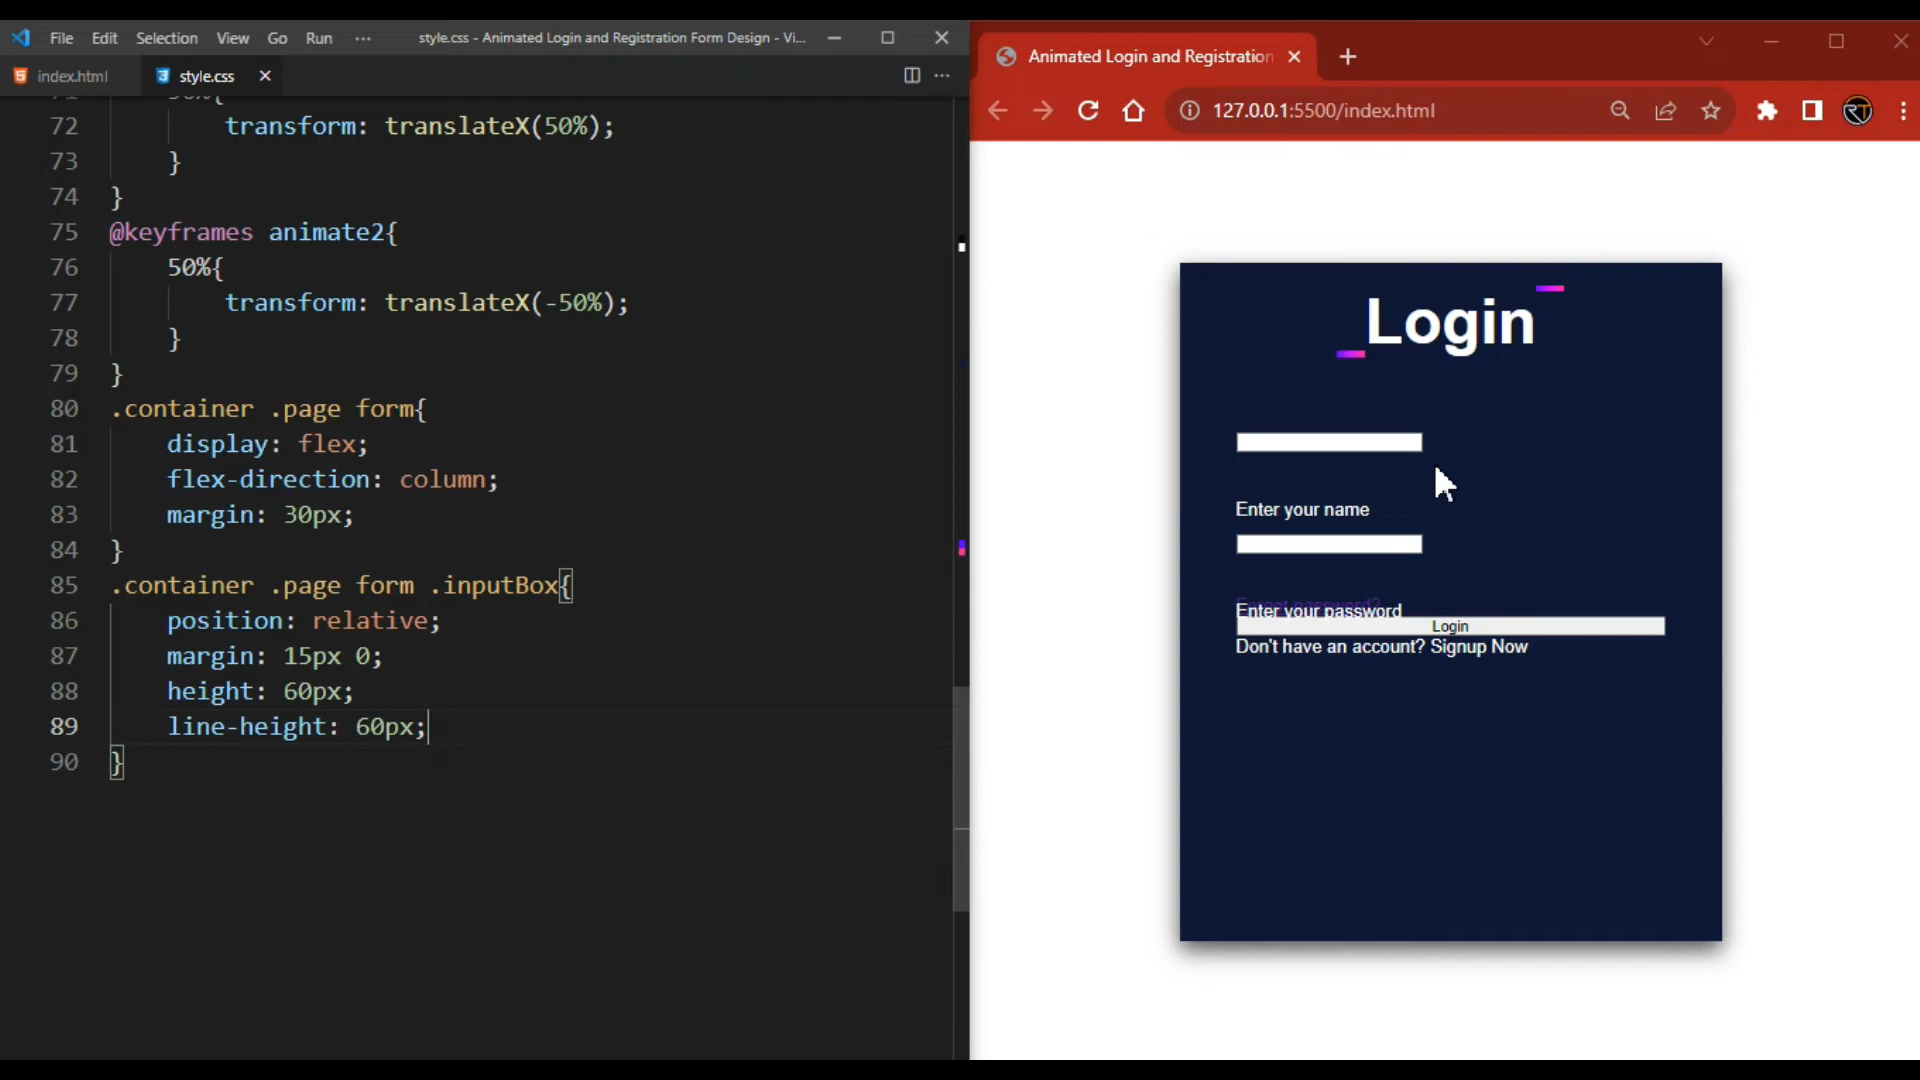 File Edit Selection View Go Run ··· style.css - Animated Login and Registration Form Design - Vi...
index.html style.css
72 transform: translateX(50%);
73 }
74 }
75 @keyframes animate2{
76 50%{
77 transform: translateX(-50%);
78 }
79 }
80 .container .page form{
81 display: flex;
82 flex-direction: column;
83 margin: 30px;
84 }
85 .container .page form .inputBox{
86 position: relative;
87 margin: 15px 0;
88 height: 60px;
89 line-height: 60px;
90 }
Animated Login and Registration
127.0.0.1:5500/index.html
RT
Login
Enter your name
Enter your password
Login
Don't have an account? Signup Now